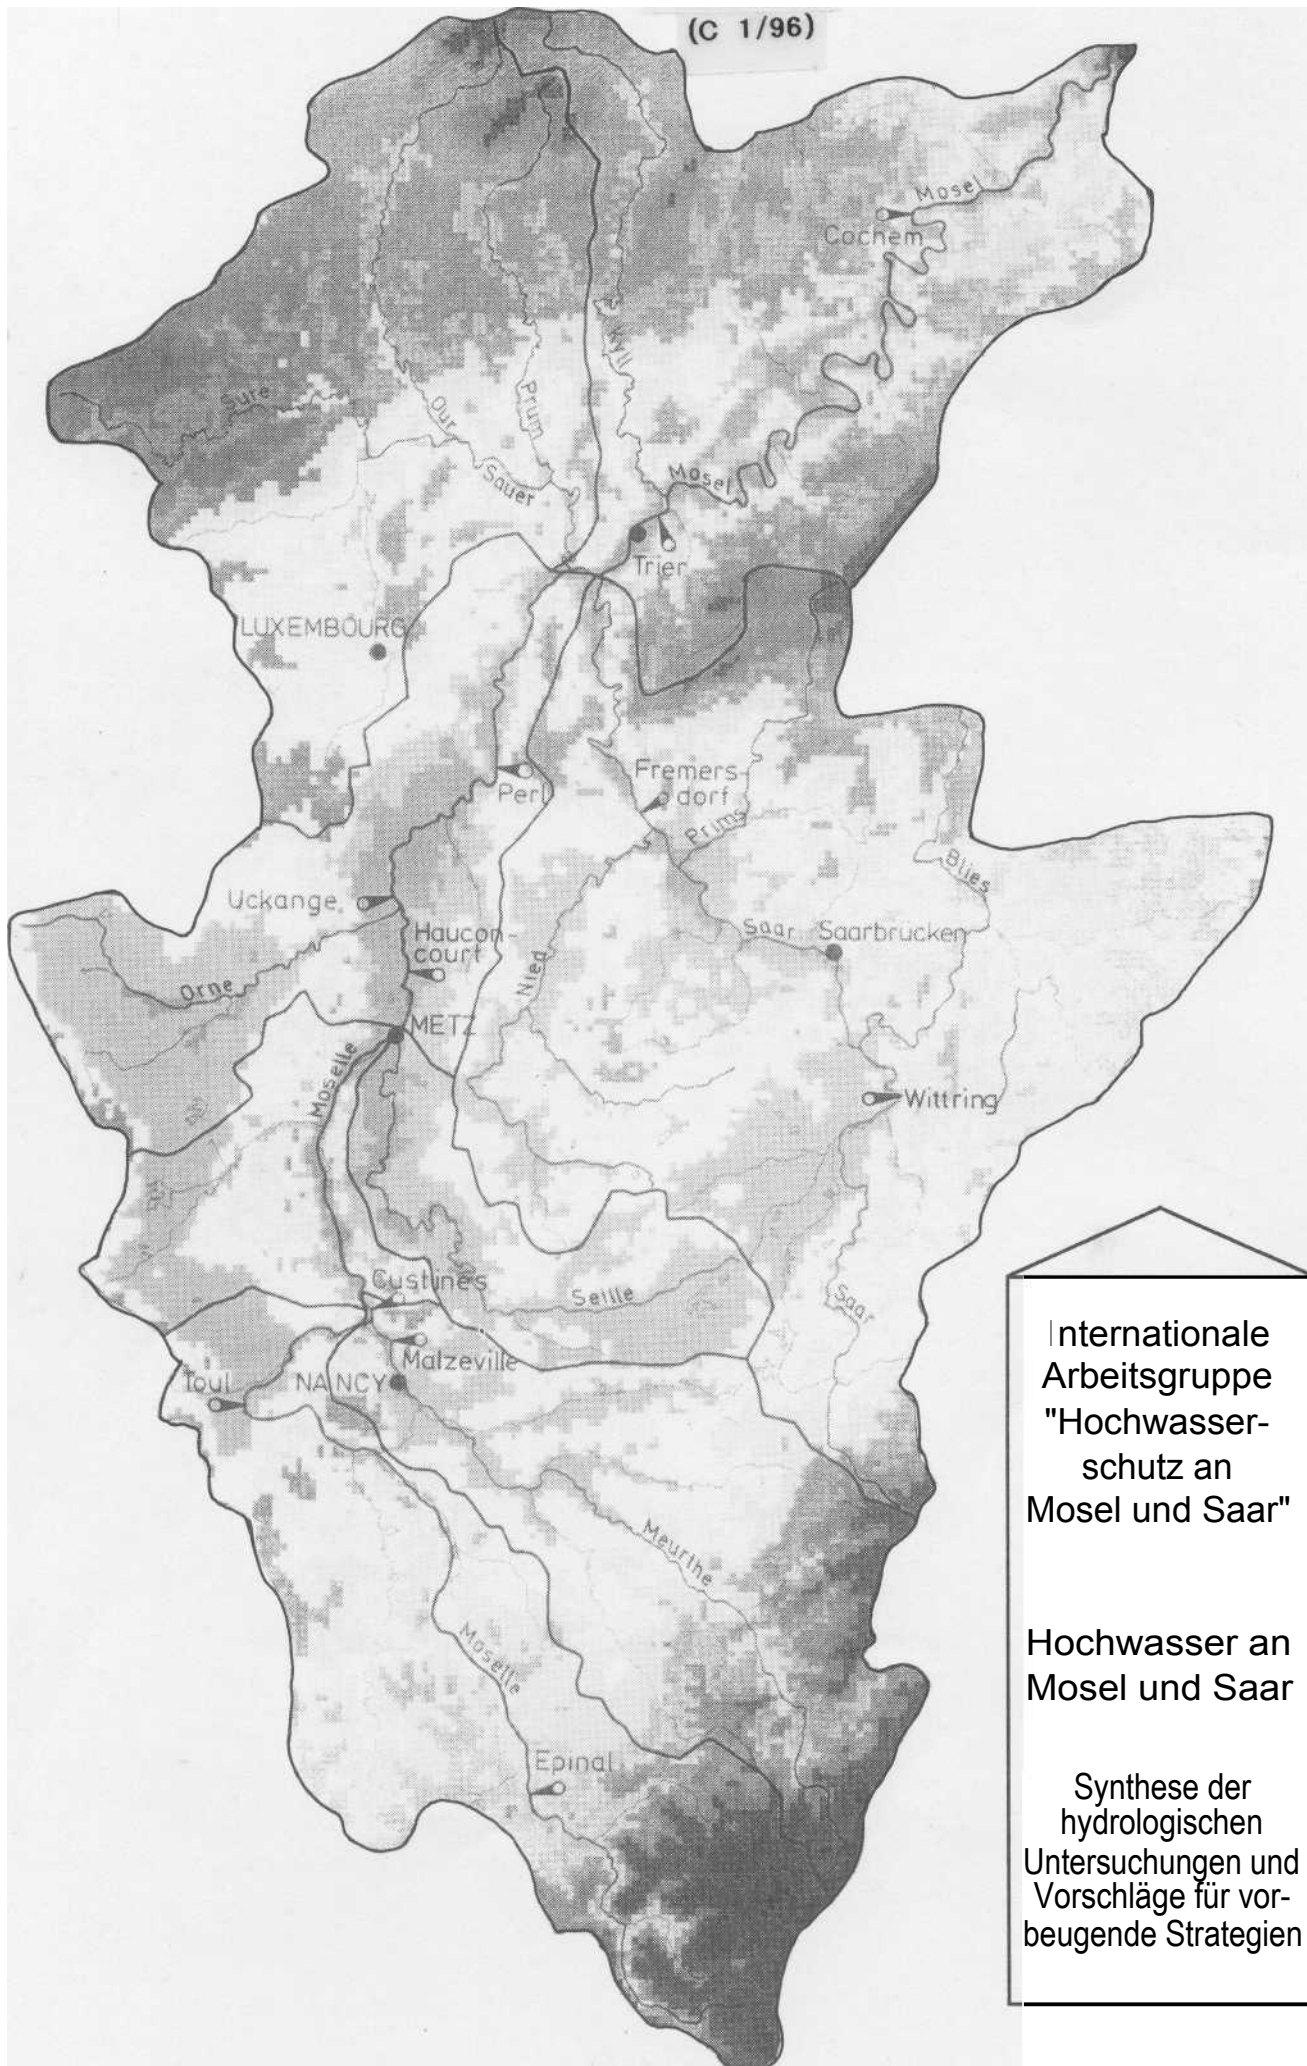 (C 1/96)
Mosel
Cochem
Kyll
Sure
Our
Prüm
Sauer
Mosel
Trier
LUXEMBOURG
Perl
Fremers-
dorf
Prims
Blies
Uckange
Haucon-
court
Saar
Saarbrücken
Nied
Orne
METZ
Moselle
Wittring
Custines
Seille
Saar
Malzeville
Toul
NANCY
Meurthe
Moselle
Epinal
Internationale
Arbeitsgruppe
"Hochwasser-
schutz an
Mosel und Saar"
Hochwasser an
Mosel und Saar
Synthese der
hydrologischen
Untersuchungen und
Vorschläge für vor-
beugende Strategien